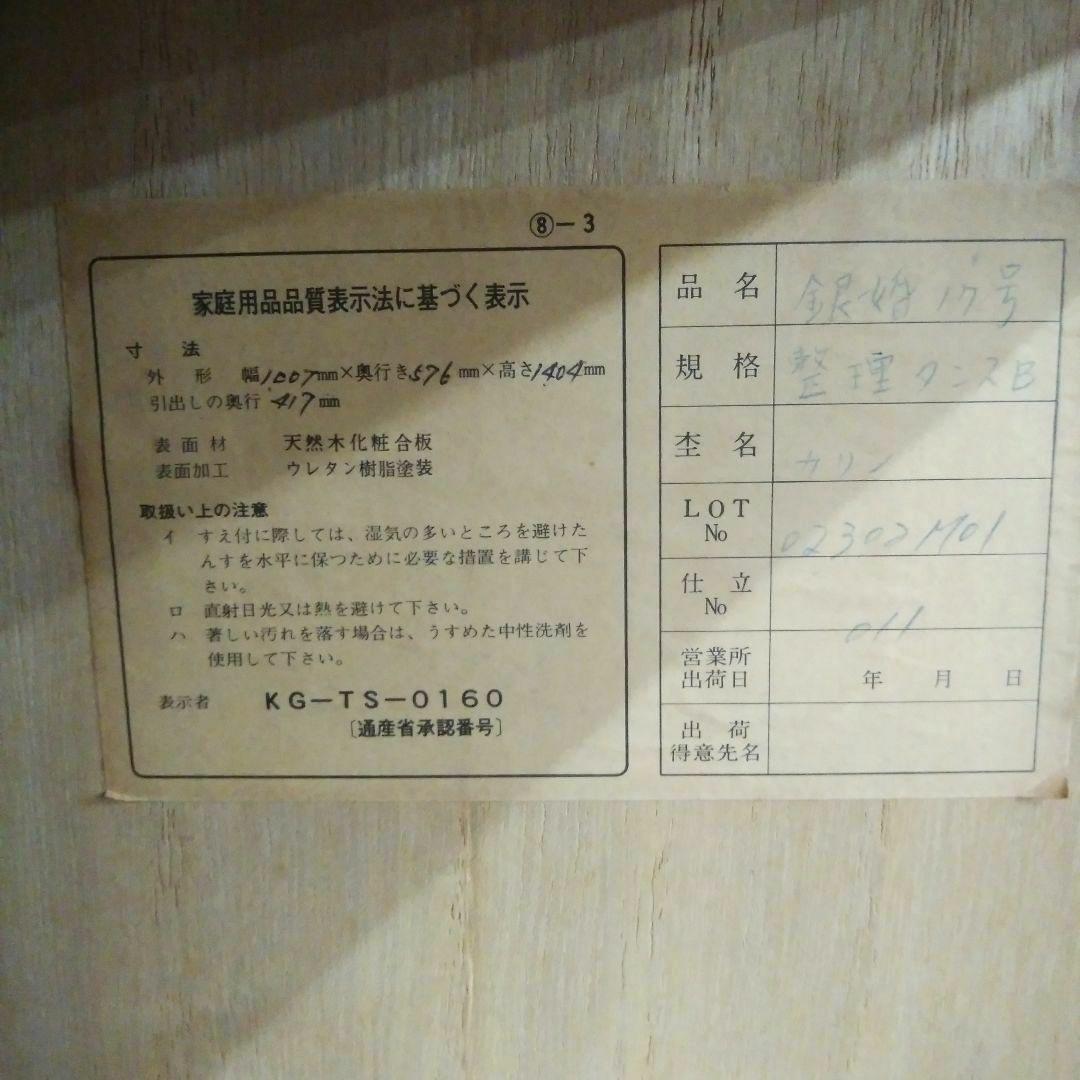 ⑧－3
家庭用品品質表示法に基づく表示
寸　法
外　形　幅1007mm×奥行き576mm×高さ1404mm
引出しの奥行 417mm
表面材　天然木化粧合板
表面加工　ウレタン樹脂塗装
取扱い上の注意
イ　すえ付に際しては、湿気の多いところを避けた
んすを水平に保つために必要な措置を講じて下
さい。
ロ　直射日光又は熱を避けて下さい。
ハ　著しい汚れを落す場合は、うすめた中性洗剤を
使用して下さい。
表示者　KG－TS－0160
〔通産省承認番号〕
品　名　銀婚17号
規　格　整理タンスB
杢　名　カリン
LOT No　02302M01
仕　立 No　011
営業所
出荷日　年　月　日
出　荷
得意先名